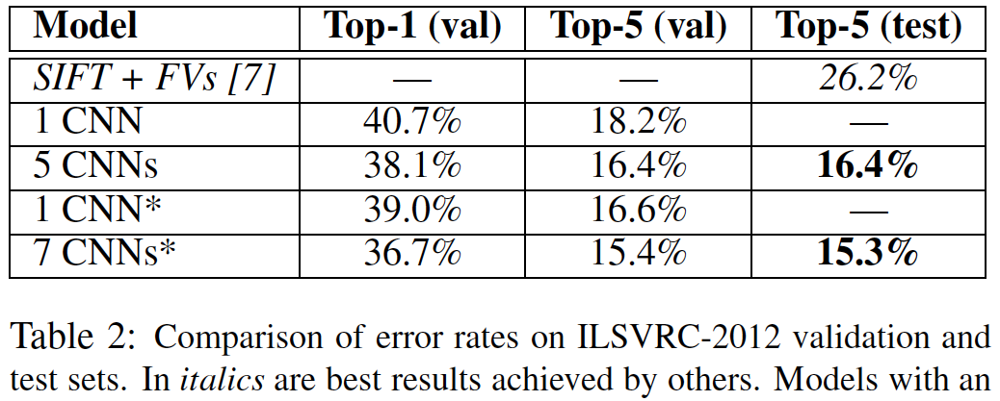 Model Top-1 (val) Top-5 (val) Top-5 (test)
SIFT + FVs [7] — — 26.2%
1 CNN 40.7% 18.2% —
5 CNNs 38.1% 16.4% 16.4%
1 CNN* 39.0% 16.6% —
7 CNNs* 36.7% 15.4% 15.3%
Table 2: Comparison of error rates on ILSVRC-2012 validation and
test sets. In italics are best results achieved by others. Models with an